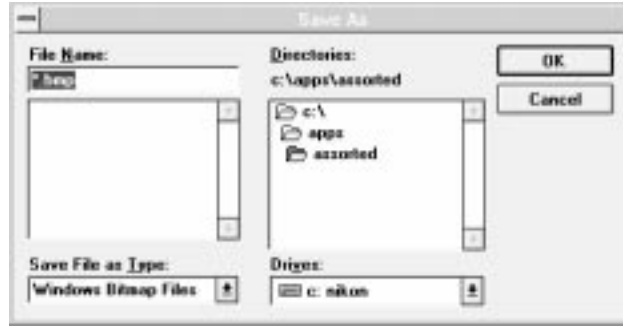 Save As
File Name:
*.bmp
Directories:
c:\apps\assorted
OK
Cancel
c:\
apps
assorted
Save File as Type:
Windows Bitmap Files
Drives:
c: nikon